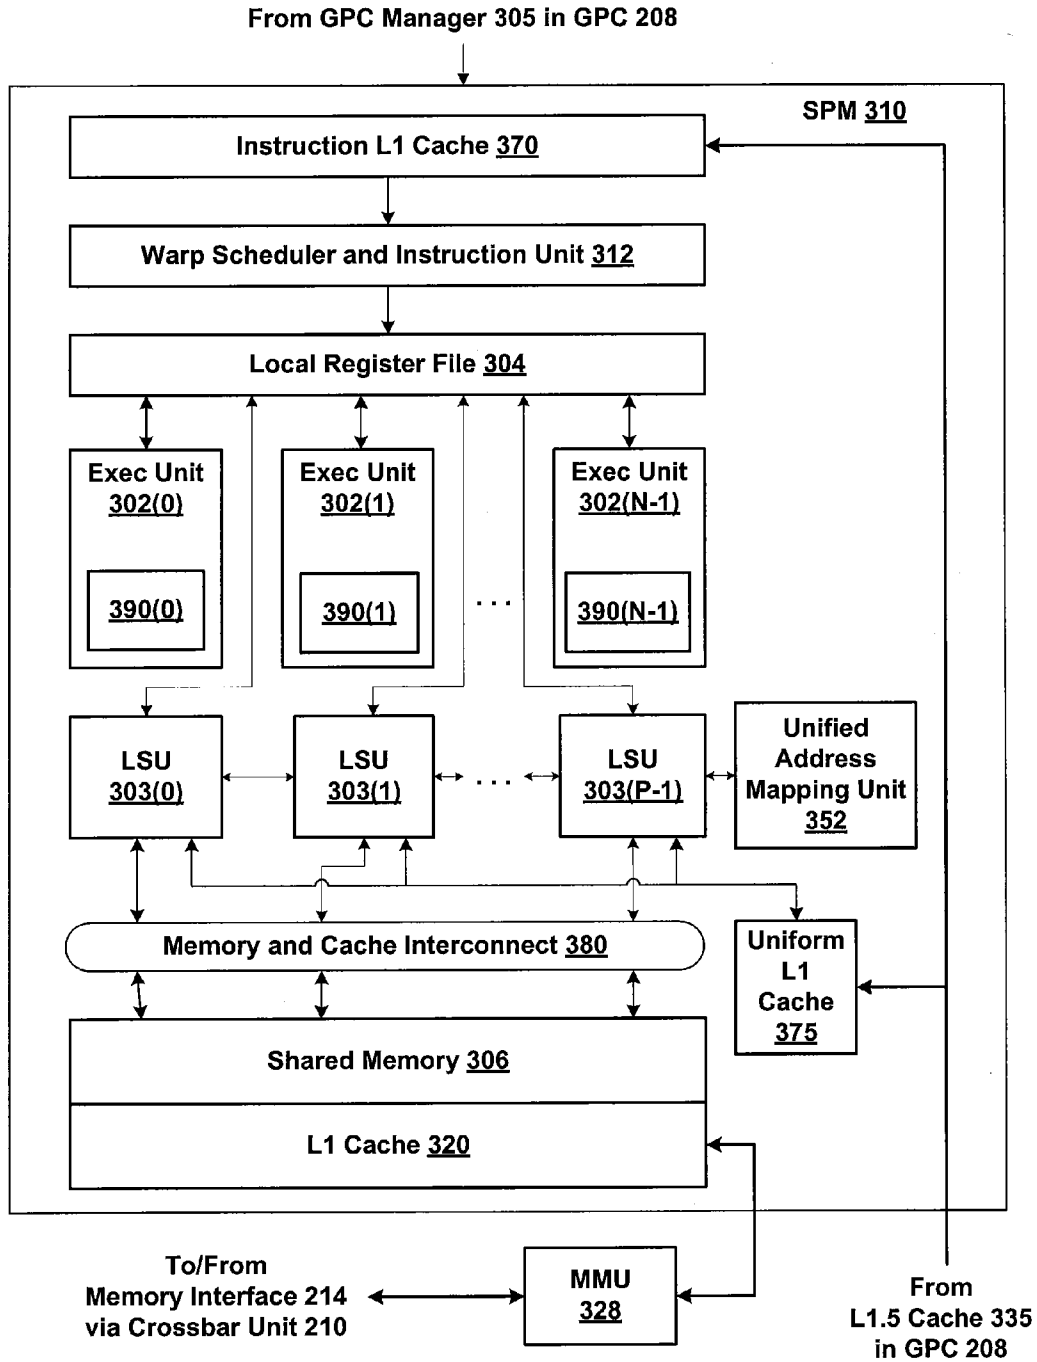 From GPC Manager 305 in GPC 208
SPM 310
Instruction L1 Cache 370
Warp Scheduler and Instruction Unit 312
Local Register File 304
Exec Unit
302(0)
Exec Unit
302(1)
Exec Unit
302(N-1)
390(0)
390(1)
. . .
390(N-1)
LSU
303(0)
LSU
303(1)
. . .
LSU
303(P-1)
Unified
Address
Mapping Unit
352
Memory and Cache Interconnect 380
Uniform
L1
Cache
375
Shared Memory 306
L1 Cache 320
To/From
Memory Interface 214
via Crossbar Unit 210
MMU
328
From
L1.5 Cache 335
in GPC 208